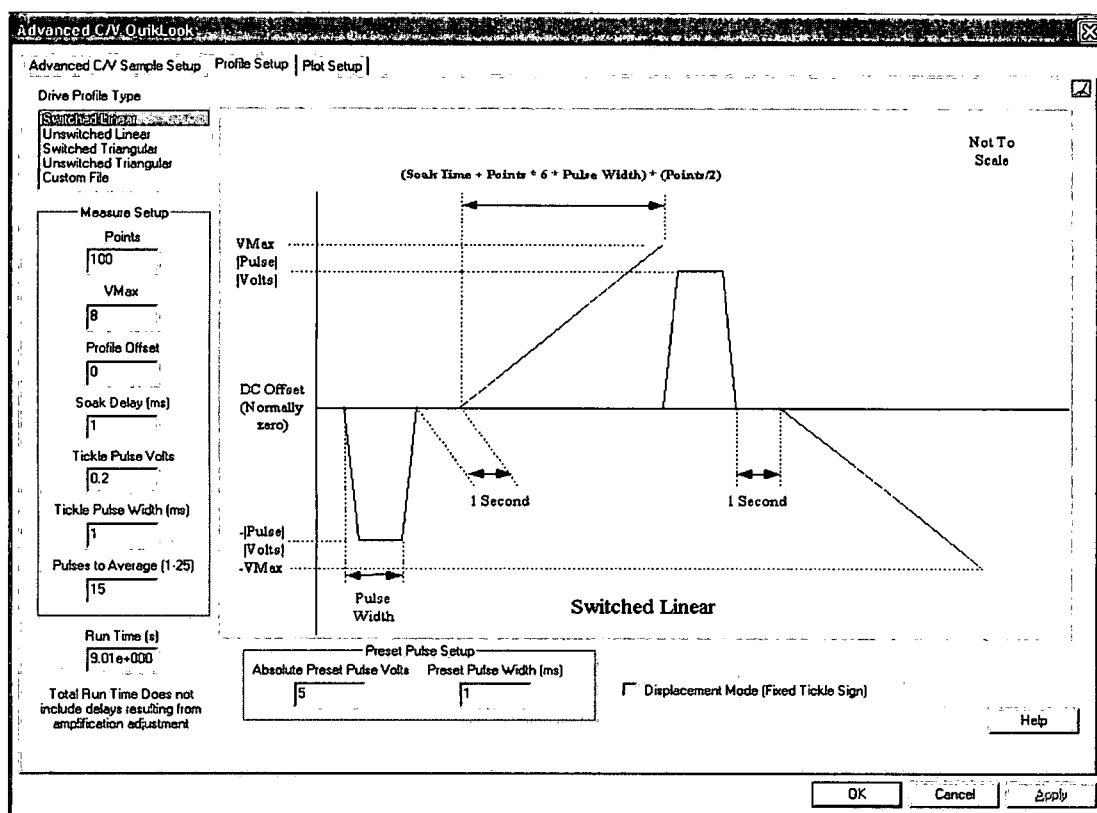 Advanced C/V QuikLook
Advanced C/V Sample Setup
Profile Setup
Plot Setup
Drive Profile Type
Switched Linear
Unswitched Linear
Switched Triangular
Unswitched Triangular
Custom File
Measure Setup
Points
100
VMax
8
Profile Offset
0
Soak Delay (ms)
1
Tickle Pulse Volts
0.2
Tickle Pulse Width (ms)
1
Pulses to Average (1-25)
15
Run Time (s)
9.01e+000
Total Run Time Does not
include delays resulting from
amplification adjustment
Not To
Scale
(Soak Time + Points * 6 * Pulse Width) * (Points/2)
VMax
|Pulse|
|Volts|
DC Offset
(Normally
zero)
1 Second
1 Second
-|Pulse|
|Volts|
-VMax
Pulse
Width
Switched Linear
Preset Pulse Setup
Absolute Preset Pulse Volts
5
Preset Pulse Width (ms)
1
Displacement Mode (Fixed Tickle Sign)
Help
OK
Cancel
Apply